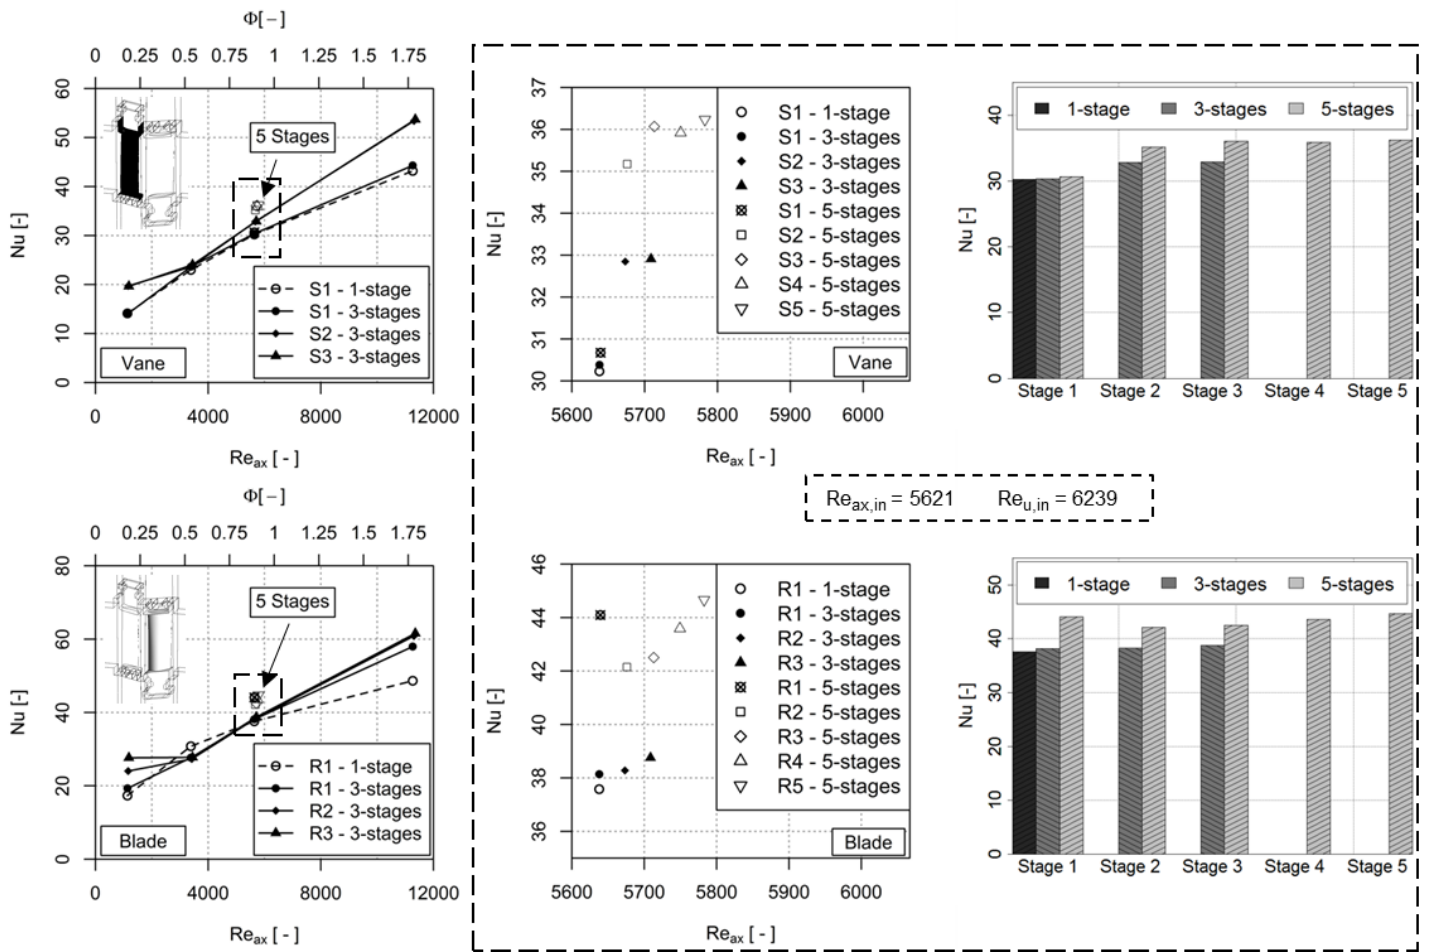 Φ[−]
0 0.25 0.5 0.75 1 1.25 1.5 1.75
Nu [-]
60
50
40
30
20
10
0
5 Stages
S1 - 1-stage
S1 - 3-stages
S2 - 3-stages
S3 - 3-stages
Vane
0 4000 8000 12000
Reax [ - ]
Nu [-]
37
36
35
34
33
32
31
30
S1 - 1-stage
S1 - 3-stages
S2 - 3-stages
S3 - 3-stages
S1 - 5-stages
S2 - 5-stages
S3 - 5-stages
S4 - 5-stages
S5 - 5-stages
Vane
5600 5700 5800 5900 6000
Reax [ - ]
Nu [-]
40
30
20
10
0
1-stage 3-stages 5-stages
Stage 1 Stage 2 Stage 3 Stage 4 Stage 5
Reax,in = 5621 Reu,in = 6239
Φ[−]
0 0.25 0.5 0.75 1 1.25 1.5 1.75
Nu [-]
80
60
40
20
0
5 Stages
R1 - 1-stage
R1 - 3-stages
R2 - 3-stages
R3 - 3-stages
Blade
0 4000 8000 12000
Reax [ - ]
Nu [-]
46
44
42
40
38
36
R1 - 1-stage
R1 - 3-stages
R2 - 3-stages
R3 - 3-stages
R1 - 5-stages
R2 - 5-stages
R3 - 5-stages
R4 - 5-stages
R5 - 5-stages
Blade
5600 5700 5800 5900 6000
Reax [ - ]
Nu [-]
50
40
30
20
10
0
1-stage 3-stages 5-stages
Stage 1 Stage 2 Stage 3 Stage 4 Stage 5